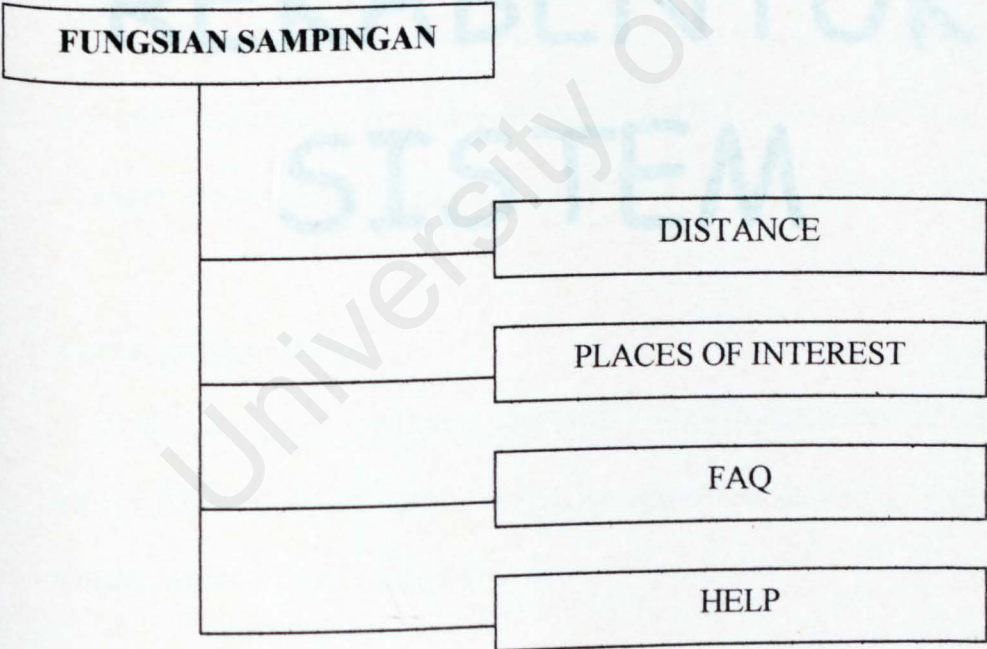 FUNGSIAN SAMPINGAN
SISTEM
University of
DISTANCE
PLACES OF INTEREST
FAQ
HELP